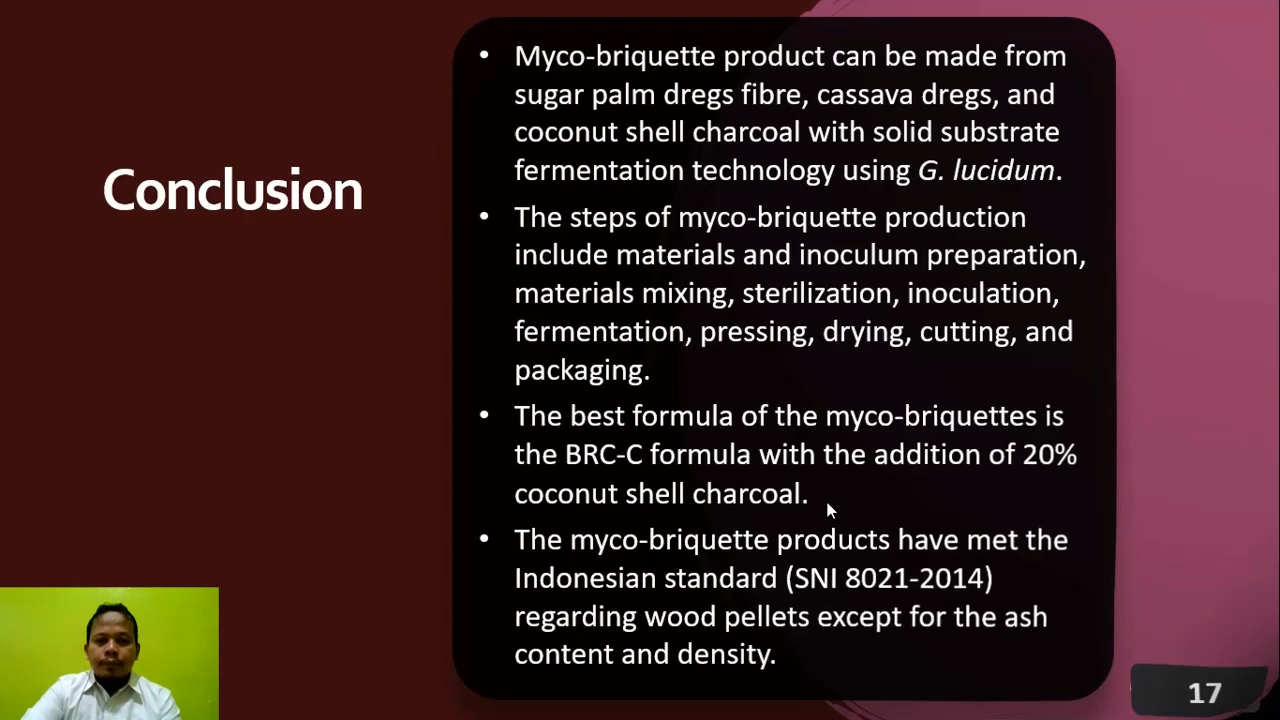 Conclusion
• Myco-briquette product can be made from
sugar palm dregs fibre, cassava dregs, and
coconut shell charcoal with solid substrate
fermentation technology using G. lucidum.
• The steps of myco-briquette production
include materials and inoculum preparation,
materials mixing, sterilization, inoculation,
fermentation, pressing, drying, cutting, and
packaging.
• The best formula of the myco-briquettes is
the BRC-C formula with the addition of 20%
coconut shell charcoal.
• The myco-briquette products have met the
Indonesian standard (SNI 8021-2014)
regarding wood pellets except for the ash
content and density.
17